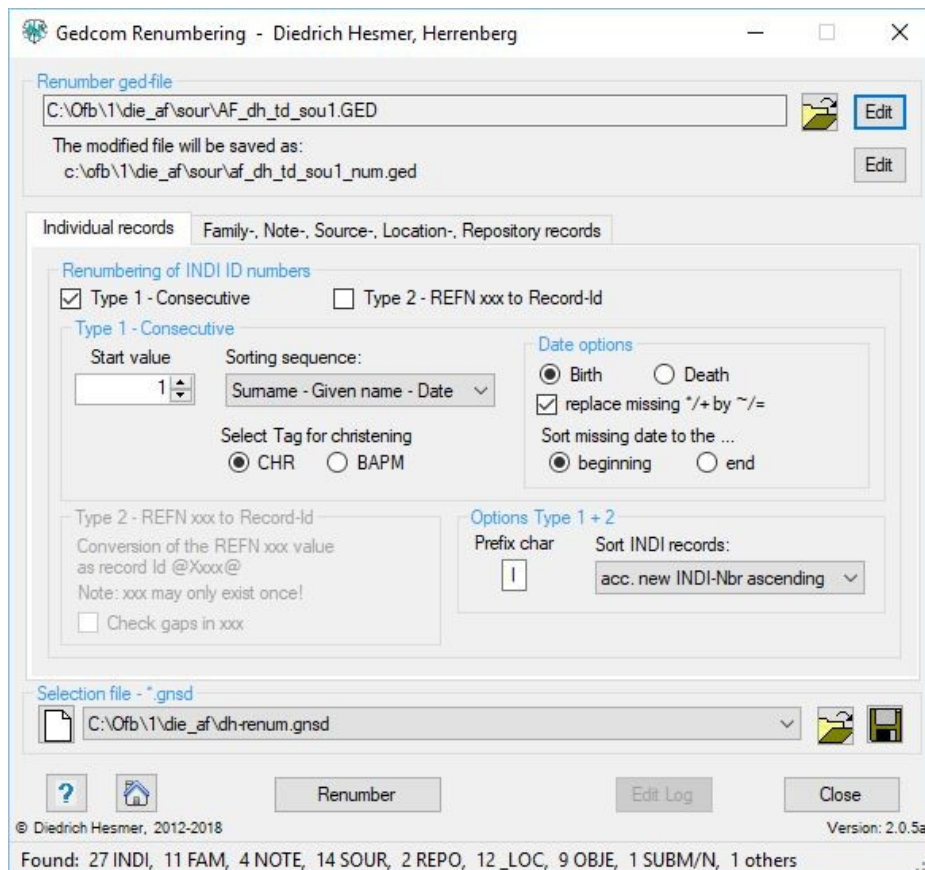 Gedcom Renumbering - Diedrich Hesmer, Herrenberg
Renumber ged-file
C:\Ofb\1\die_af\sour\AF_dh_td_sou1.GED
Edit
The modified file will be saved as:
c:\ofb\1\die_af\sour\af_dh_td_sou1_num.ged
Edit
Individual records
Family-, Note-, Source-, Location-, Repository records
Renumbering of INDI ID numbers
Type 1 - Consecutive
Type 2 - REFN xxx to Record-Id
Type 1 - Consecutive
Start value
1
Sorting sequence:
Surname - Given name - Date
Select Tag for christening
CHR
BAPM
Date options
Birth
Death
replace missing */+ by ~/=
Sort missing date to the ...
beginning
end
Type 2 - REFN xxx to Record-Id
Conversion of the REFN xxx value
as record Id @Xxxx@
Note: xxx may only exist once!
Check gaps in xxx
Options Type 1 + 2
Prefix char
I
Sort INDI records:
acc. new INDI-Nbr ascending
Selection file - *.gnsd
C:\Ofb\1\die_af\dh-renum.gnsd
?
Renumber
Edit Log
Close
© Diedrich Hesmer, 2012-2018
Version: 2.0.5a
Found: 27 INDI, 11 FAM, 4 NOTE, 14 SOUR, 2 REPO, 12 _LOC, 9 OBJE, 1 SUBM/N, 1 others